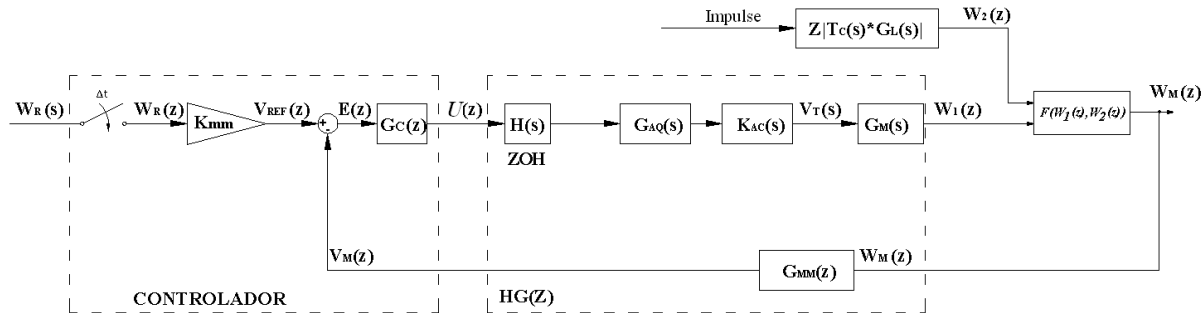 Impulse
Z|TC(s)*GL(s)|
W2(z)
WR(s)
Δt
WR(z)
Kmm
VREF(z)
+
-
E(z)
GC(z)
U(z)
H(s)
ZOH
GAQ(s)
KAC(s)
VT(s)
GM(s)
W1(z)
F(W1(z),W2(z))
WM(z)
VM(z)
GMM(z)
WM(z)
CONTROLADOR
HG(Z)